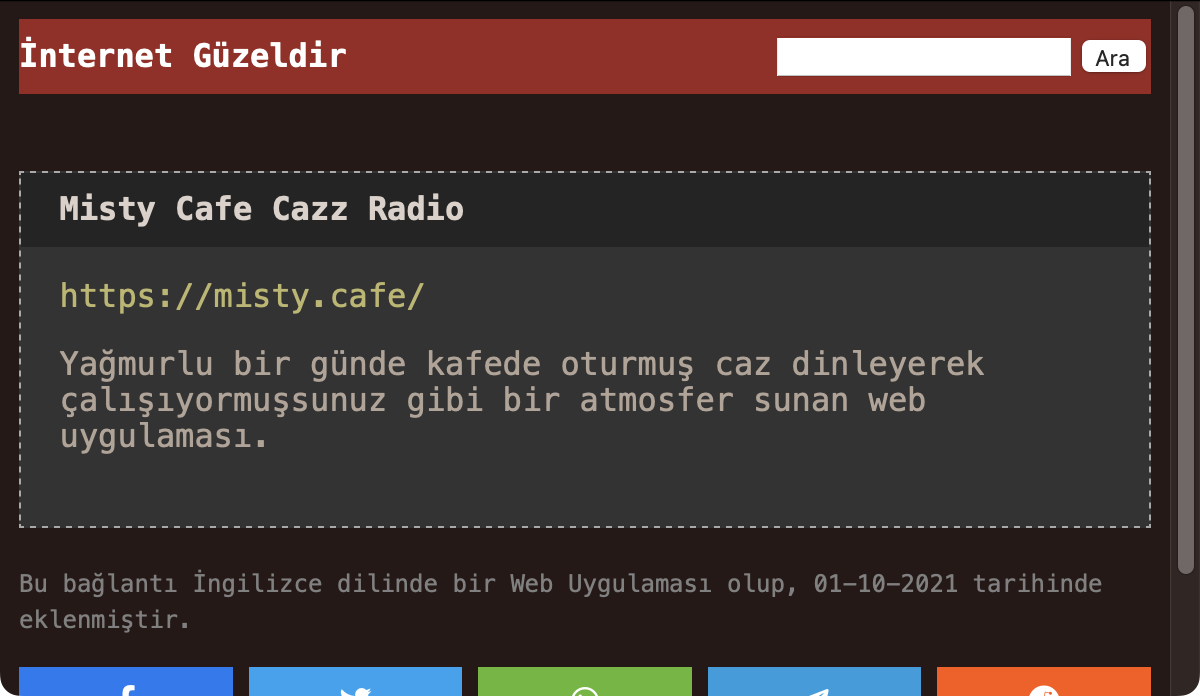 İnternet Güzeldir
Ara
Misty Cafe Cazz Radio
https://misty.cafe/
Yağmurlu bir günde kafede oturmuş caz dinleyerek
çalışıyormuşsunuz gibi bir atmosfer sunan web
uygulaması.
Bu bağlantı İngilizce dilinde bir Web Uygulaması olup, 01-10-2021 tarihinde
eklenmiştir.